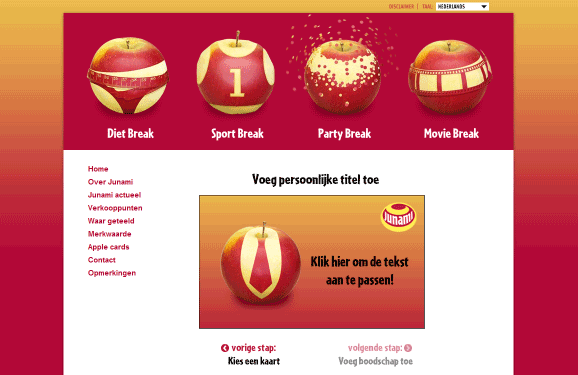 DISCLAIMER | TAAL: NEDERLANDS
1
Diet Break Sport Break Party Break Movie Break
Home
Over Junami
Junami actueel
Verkooppunten
Waar geteeld
Merkwaarde
Apple cards
Contact
Opmerkingen
Voeg persoonlijke titel toe
Junami
Klik hier om de tekst
aan te passen!
vorige stap:
Kies een kaart
volgende stap:
Voeg boodschap toe